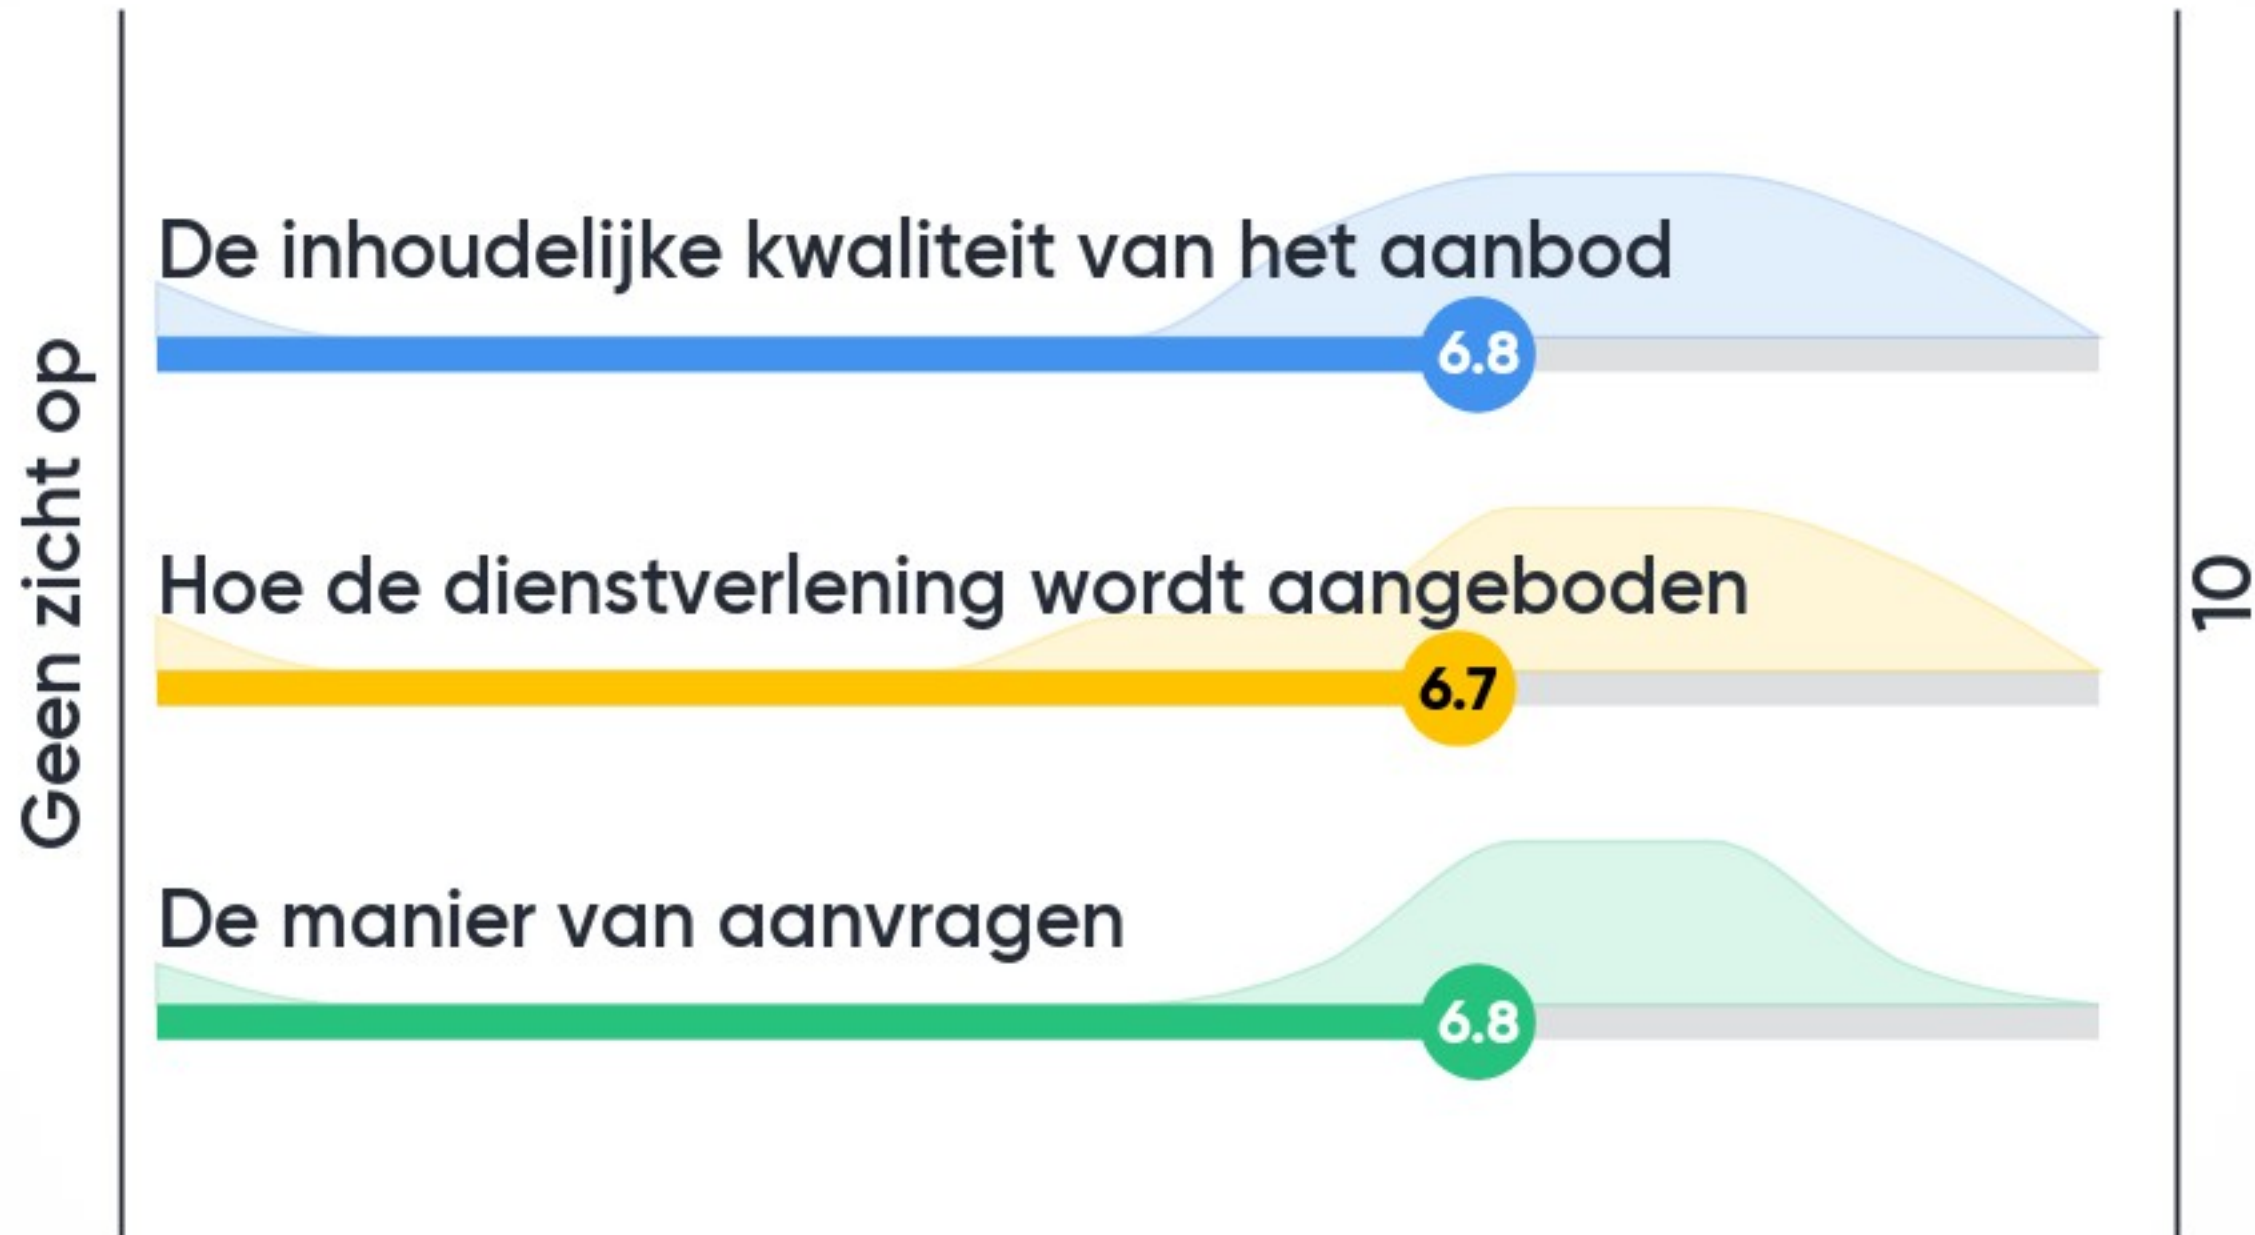 Geen zicht op
De inhoudelijke kwaliteit van het aanbod
6.8
Hoe de dienstverlening wordt aangeboden
6.7
De manier van aanvragen
6.8
10